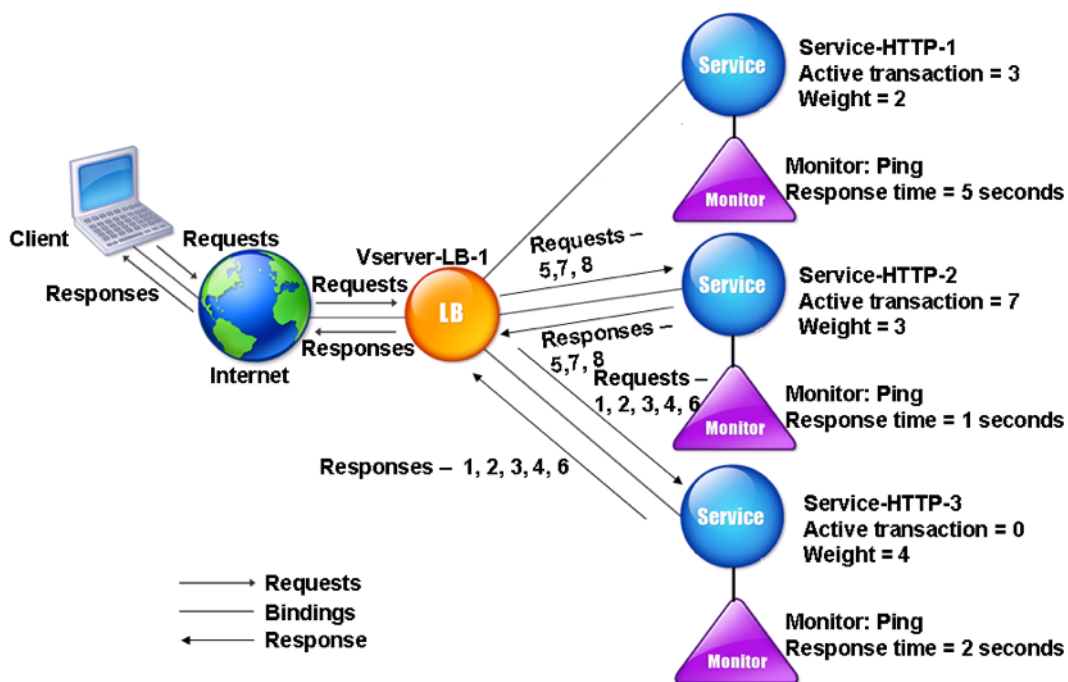 Service
Service-HTTP-1
Active transaction = 3
Weight = 2
Monitor
Monitor: Ping
Response time = 5 seconds
Client
Requests
Responses
Internet
Requests
Responses
Vserver-LB-1
LB
Requests –
5,7, 8
Responses –
5,7, 8
Service
Service-HTTP-2
Active transaction = 7
Weight = 3
Monitor
Monitor: Ping
Response time = 1 seconds
Requests –
1, 2, 3, 4, 6
Responses – 1, 2, 3, 4, 6
Service
Service-HTTP-3
Active transaction = 0
Weight = 4
Monitor
Monitor: Ping
Response time = 2 seconds
Requests
Bindings
Response